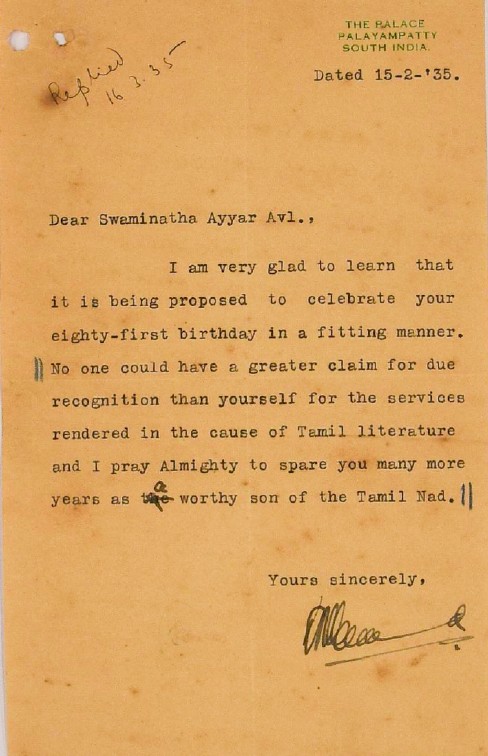 THE PALACE
PALAYAMPATTY
SOUTH INDIA.
Replied
16.3.35
Dated 15-2-'35.
Dear Swaminatha Ayyar Avl.,
I am very glad to learn that
it is being proposed to celebrate your
eighty-first birthday in a fitting manner.
No one could have a greater claim for due
recognition than yourself for the services
rendered in the cause of Tamil literature
and I pray Almighty to spare you many more
years as a worthy son of the Tamil Nad.
Yours sincerely,